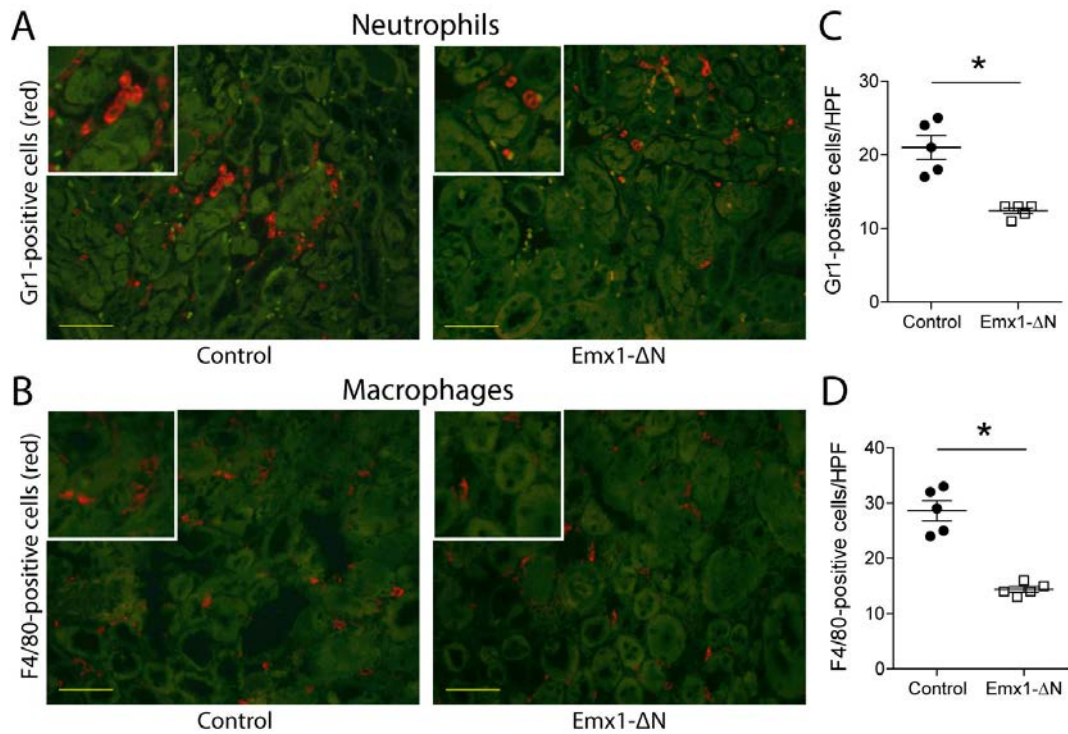 A
Neutrophils
Gr1-positive cells (red)
Control
Emx1-ΔN
C
Gr1-positive cells/HPF
30
20
10
0
*
Control
Emx1-ΔN
B
Macrophages
F4/80-positive cells (red)
Control
Emx1-ΔN
D
F4/80-positive cells/HPF
40
30
20
10
0
*
Control
Emx1-ΔN